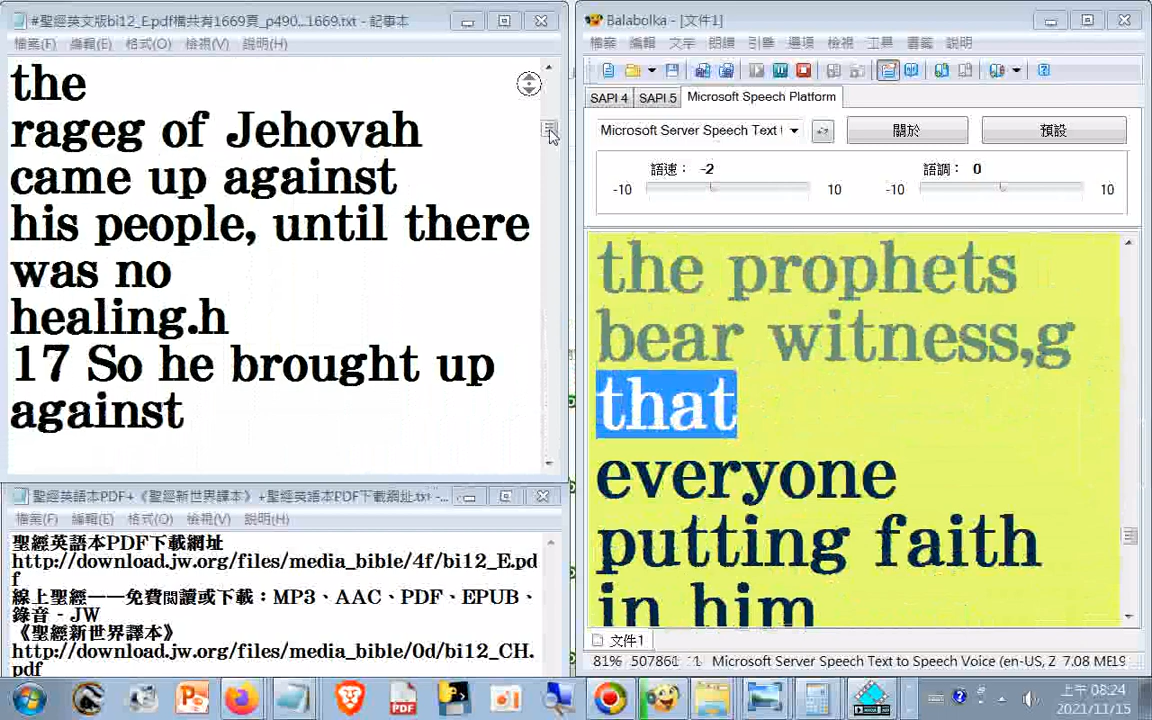 #聖經英文版bi12_E.pdf橫共有1669頁_p490...1669.txt - 記事本
檔案(F) 編輯(E) 格式(O) 檢視(V) 說明(H)
the
rageg of Jehovah
came up against
his people, until there
was no
healing.h
17 So he brought up
against
聖經英語本PDF+《聖經新世界譯本》+聖經英語本PDF下載網址.txt -...
檔案(F) 編輯(E) 格式(O) 檢視(V) 說明(H)
聖經英語本PDF下載網址
http://download.jw.org/files/media_bible/4f/bi12_E.pd
f
線上聖經——免費閱讀或下載：MP3、AAC、PDF、EPUB、
錄音 - JW
《聖經新世界譯本》
http://download.jw.org/files/media_bible/0d/bi12_CH.
pdf
Balabolka - [文件1]
檔案 編輯 文字 朗讀 引擎 選項 檢視 工具 書籤 說明
SAPI 4 SAPI 5 Microsoft Speech Platform
Microsoft Server Speech Text 關於 預設
語速： -2 語調： 0
-10 10 -10 10
the prophets
bear witness,g
that
everyone
putting faith
in him
文件1
81% 507861 Microsoft Server Speech Text to Speech Voice (en-US, Z 7.08 ME
PDF
上午 08:24
2021/11/15